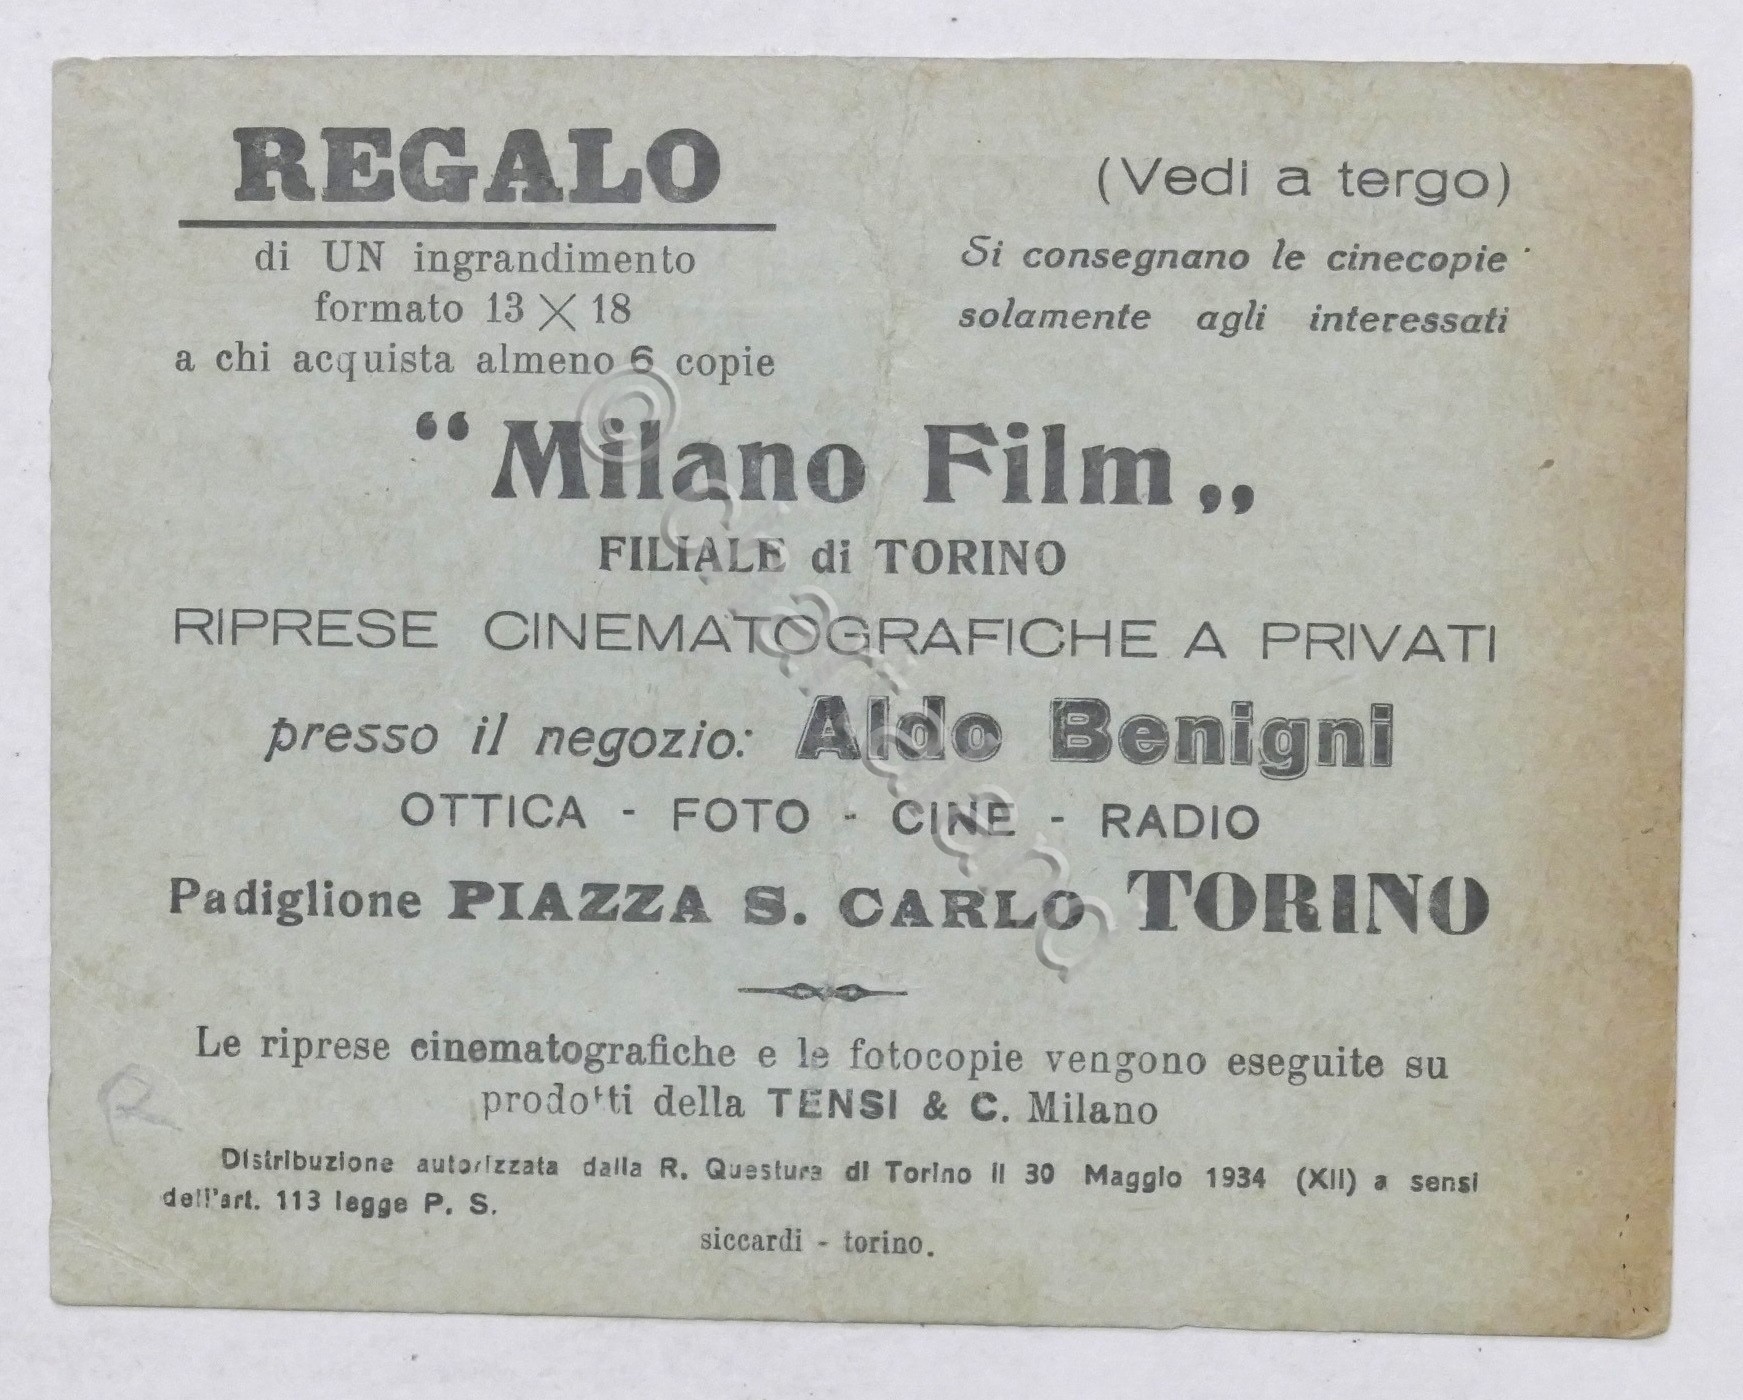 REGALO
di UN ingrandimento
formato 13 X 18
a chi acquista almeno 6 copie
(Vedi a tergo)
Si consegnano le cinecopie
solamente agli interessati
“Milano Film„
FILIALE di TORINO
RIPRESE CINEMATOGRAFICHE A PRIVATI
presso il negozio: Aldo Benigni
OTTICA - FOTO - CINE - RADIO
Padiglione PIAZZA S. CARLO TORINO
Le riprese cinematografiche e le fotocopie vengono eseguite su
prodotti della TENSI & C. Milano
Distribuzione autorizzata dalla R. Questura di Torino il 30 Maggio 1934 (XII) a sensi
dell'art. 113 legge P. S.
siccardi - torino.
R